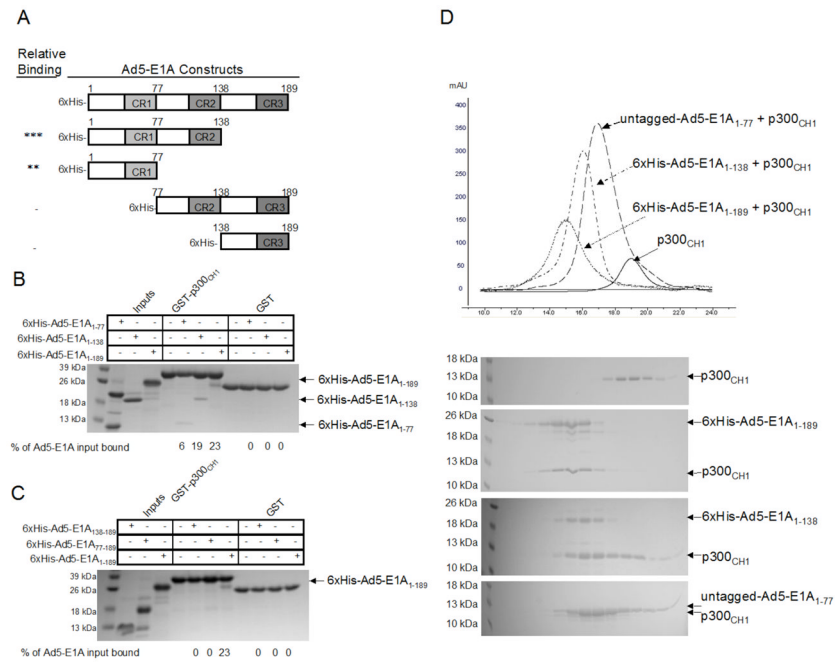 A
Relative
Binding
Ad5-E1A Constructs
1 77 138 189
6xHis- CR1 CR2 CR3
1 77 138
*** 6xHis- CR1 CR2
1 77
** 6xHis- CR1
77 138 189
- 6xHis- CR2 CR3
138 189
- 6xHis- CR3
B
Inputs
GST-p300CH1
GST
6xHis-Ad5-E1A1-77 + - - - + - - - + - -
6xHis-Ad5-E1A1-138 - + - - - + - - - + -
6xHis-Ad5-E1A1-189 - - + - - - + - - - +
39 kDa
26 kDa
18 kDa
13 kDa
6xHis-Ad5-E1A1-189
6xHis-Ad5-E1A1-138
6xHis-Ad5-E1A1-77
% of Ad5-E1A input bound 6 19 23 0 0 0
C
Inputs
GST-p300CH1
GST
6xHis-Ad5-E1A138-189 + - - - + - - - + - -
6xHis-Ad5-E1A77-189 - + - - - + - - - + -
6xHis-Ad5-E1A1-189 - - + - - - + - - - +
39 kDa
26 kDa
18 kDa
13 kDa
6xHis-Ad5-E1A1-189
% of Ad5-E1A input bound 0 0 23 0 0 0
D
mAU
400
350
300
250
200
150
100
50
0
10.0 12.0 14.0 16.0 18.0 20.0 22.0 24.0
untagged-Ad5-E1A1-77 + p300CH1
6xHis-Ad5-E1A1-138 + p300CH1
6xHis-Ad5-E1A1-189 + p300CH1
p300CH1
18 kDa
13 kDa
10 kDa
p300CH1
26 kDa
18 kDa
13 kDa
10 kDa
6xHis-Ad5-E1A1-189
p300CH1
26 kDa
18 kDa
13 kDa
10 kDa
6xHis-Ad5-E1A1-138
p300CH1
18 kDa
13 kDa
10 kDa
untagged-Ad5-E1A1-77
p300CH1